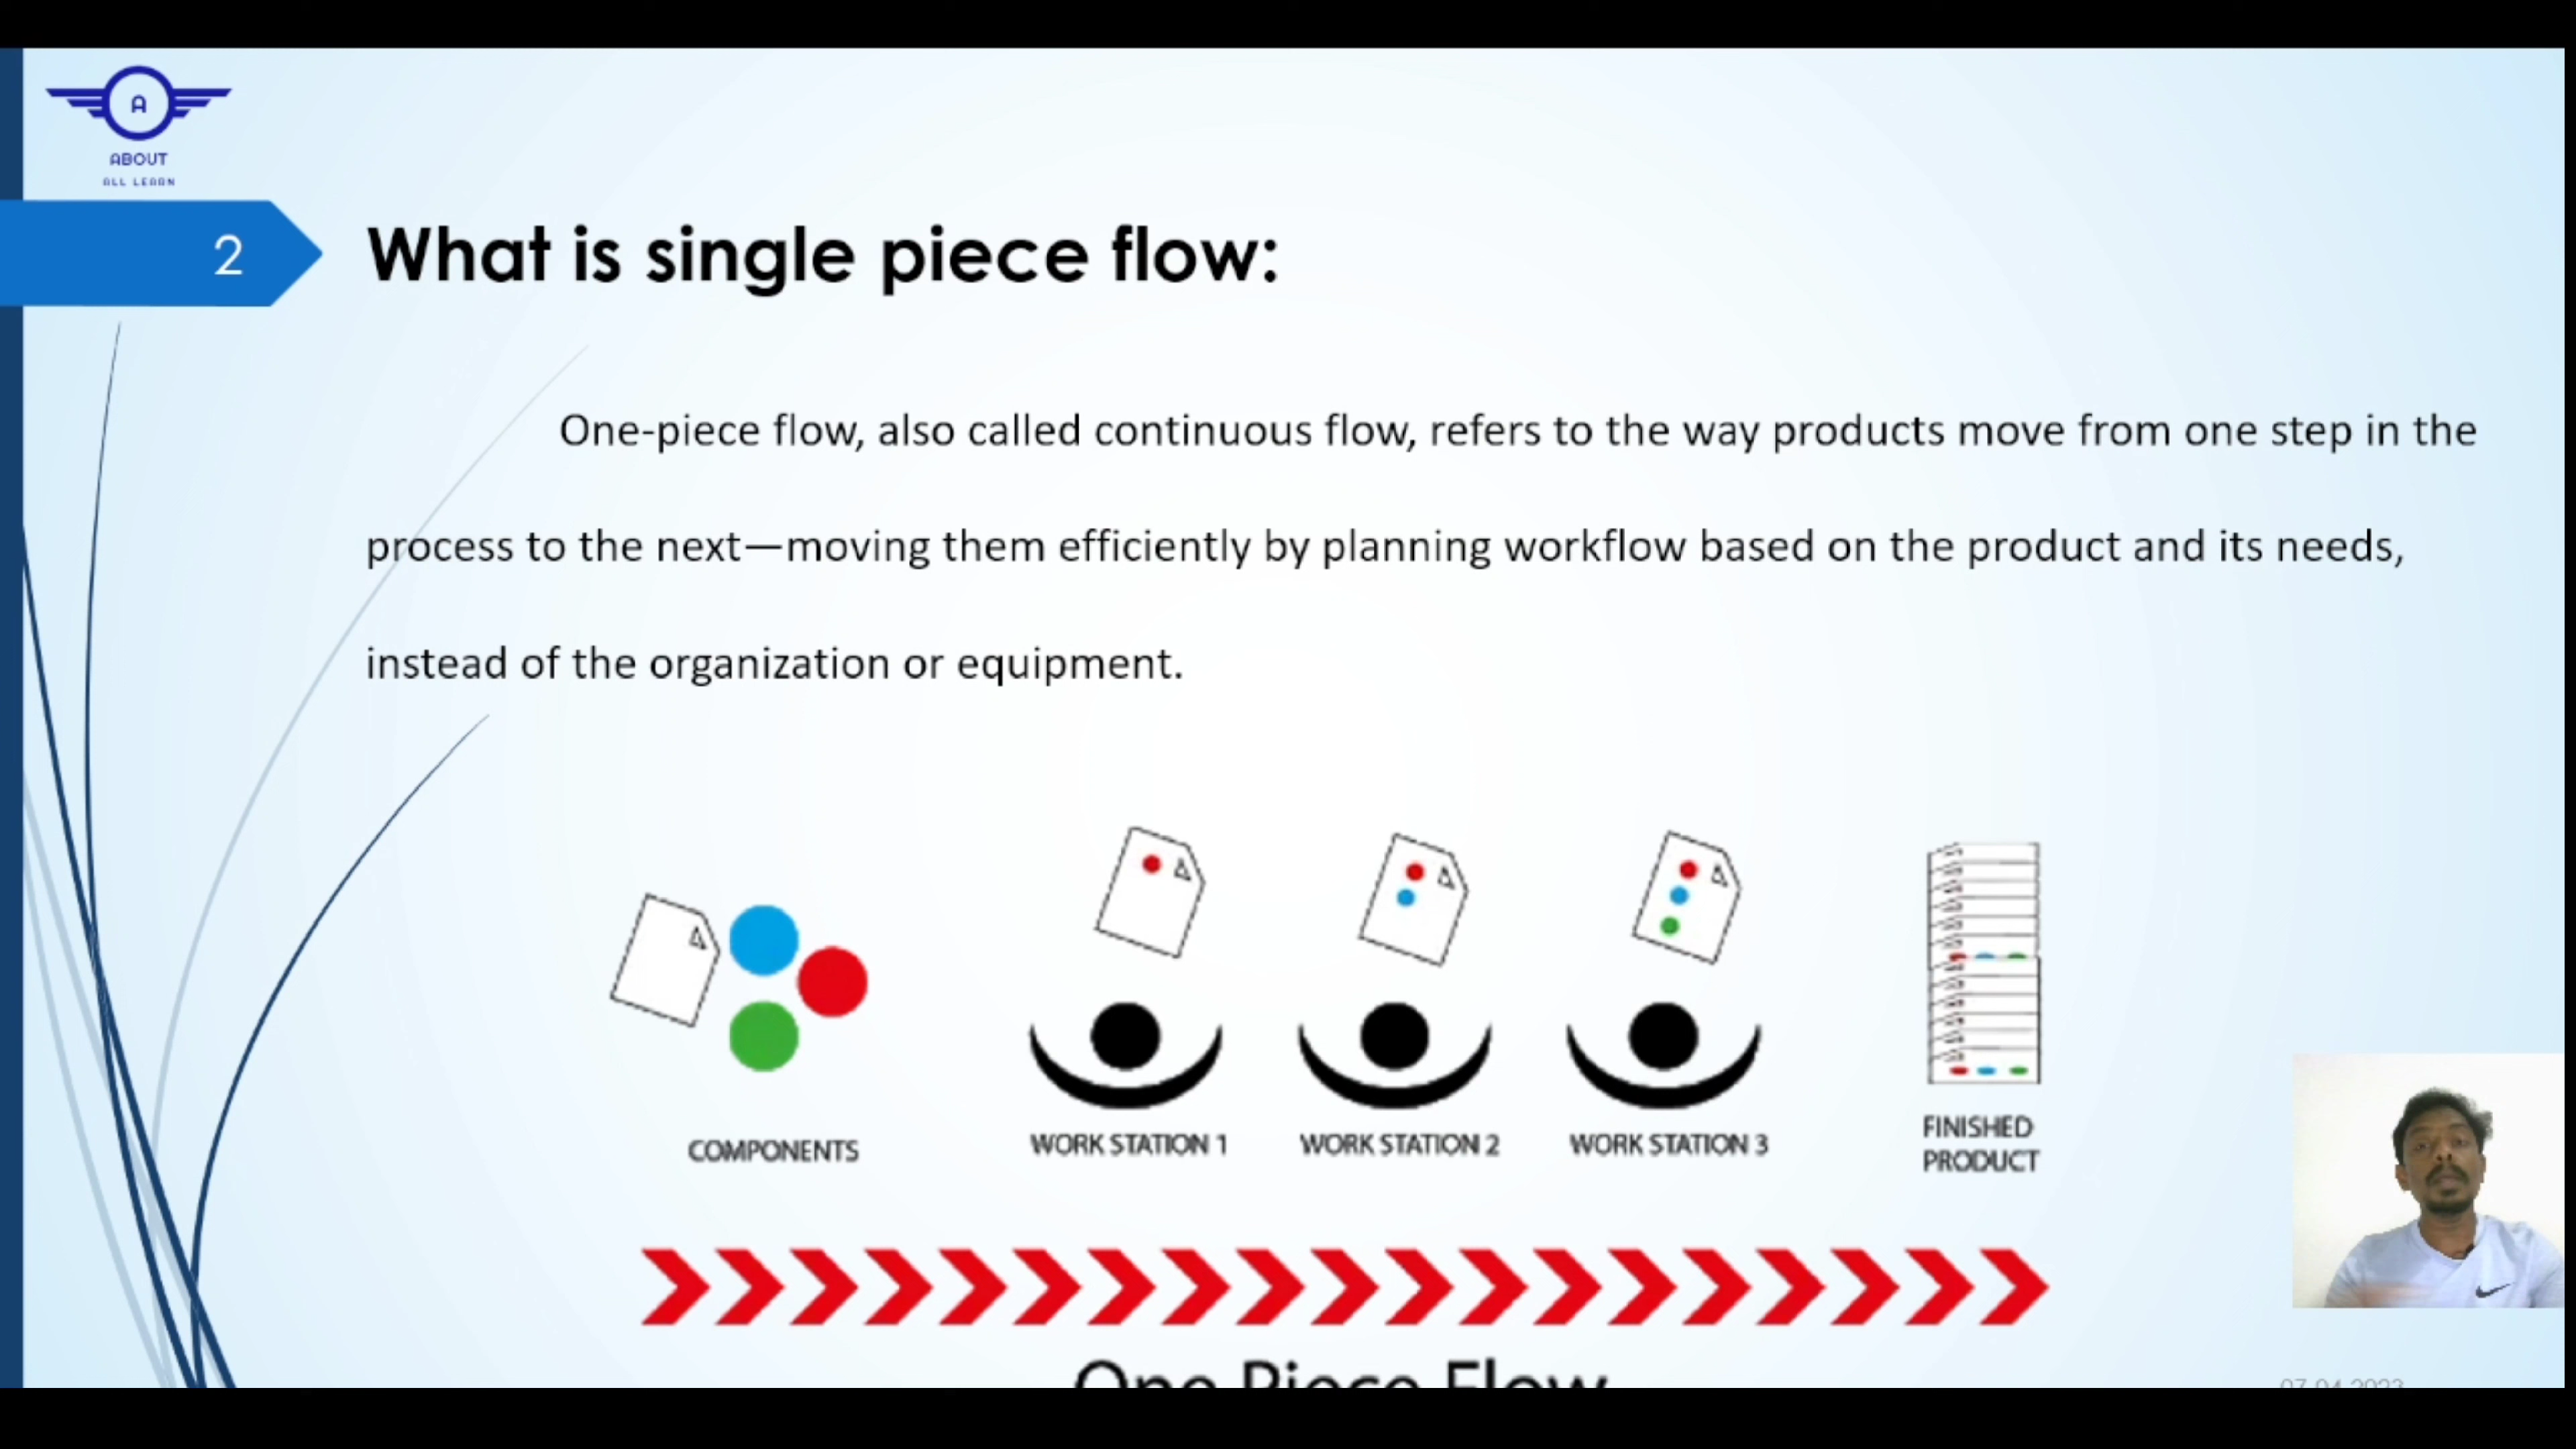 A
ABOUT
ALL LEARN
2
What is single piece flow:
One-piece flow, also called continuous flow, refers to the way products move from one step in the
process to the next—moving them efficiently by planning workflow based on the product and its needs,
instead of the organization or equipment.
COMPONENTS
WORK STATION 1
WORK STATION 2
WORK STATION 3
FINISHED
PRODUCT
One Piece Flow
07-04-2023